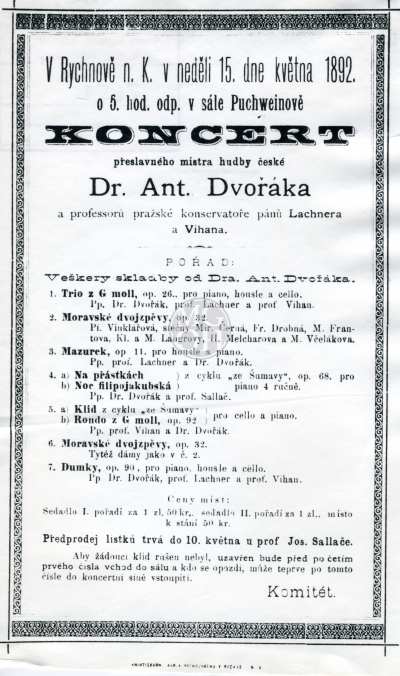 V Rychnově n. K. v neděli 15. dne května 1892.
o 5. hod. odp. v sále Puchweinově
KONCERT
přeslavného mistra hudby české
Dr. Ant. Dvořáka
a professorů pražské konservatoře pánů Lachnera
a Vihana.
POŘAD:
Veškery skladby od Dra. Ant. Dvořáka.
1. Trio z G moll, op. 26., pro piano, housle a cello.
Pp. Dr. Dvořák, prof. Lachner a prof. Vihan.
2. Moravské dvojzpěvy, op. 32.
Pí. Vinklářová, slečny Mir. Černá, Fr. Drobná, M. Fran-
tova, Kl. a M. Langrovy, H. Melcharova a M. Včelákova.
3. Mazurek, op. 11, pro housle a piano.
Pp. prof. Lachner a Dr. Dvořák.
4. a) Na přástkách ) z cyklu „ze Šumavy“, op. 68, pro
b) Nor filipojakubská ) piano 4 ručně.
Pp. Dr. Dvořák a prof. Sallač.
5. a) Klid z cyklu „ze Šumavy“ ) pro cello a piano.
b) Rondo z G moll, op. 92 )
Pp. prof. Vihan a Dr. Dvořák.
6. Moravské dvojzpěvy, op. 32.
Tytéž dámy jako v č. 2.
7. Dumky, op. 90, pro piano, housle a cello.
Pp Dr. Dvořák, prof. Lachner a prof. Vihan.
Ceny míst:
Sedadlo I. pořadí za 1 zl. 50 kr., sedadlo II. pořadí za 1 zl., místo
k stání 50 kr.
Předprodej lístků trvá do 10. května u prof Jos. Sallače.
Aby žádoucí klid rušen nebyl, uzavřen bude před početím
prvého čísla vchod do sálu a kdo se opozdí, může teprve po tomto
čísle do koncertní síně vstoupiti.
Komitét.